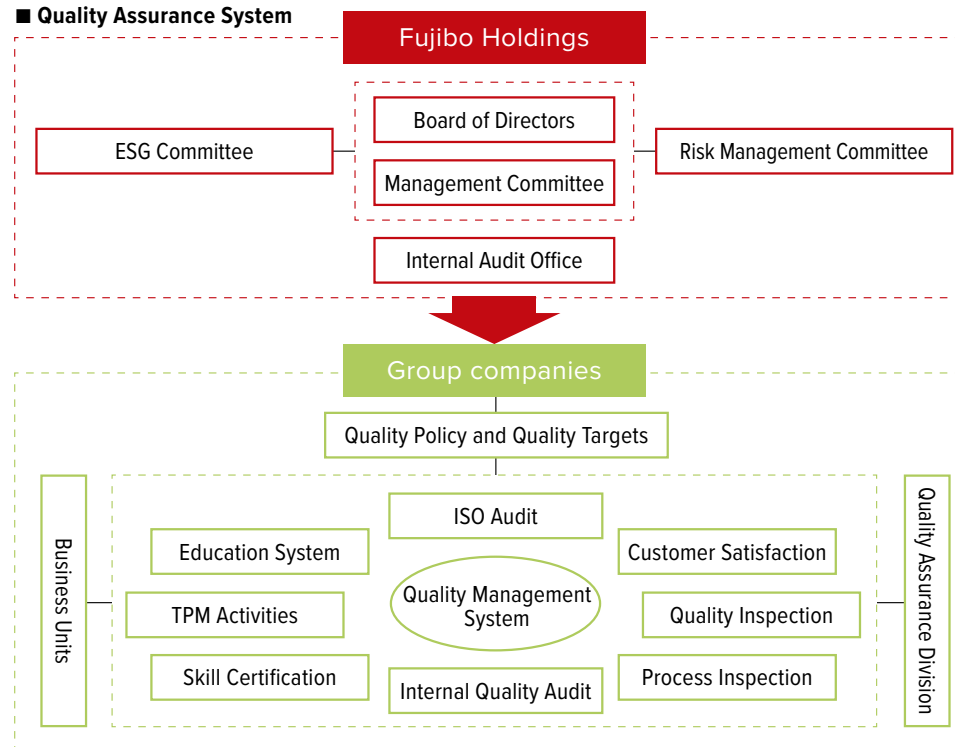 ■ Quality Assurance System
Fujibo Holdings
Board of Directors
ESG Committee
Risk Management Committee
Management Committee
Internal Audit Office
Group companies
Quality Policy and Quality Targets
Business Units
ISO Audit
Education System
Customer Satisfaction
TPM Activities
Quality Management
System
Quality Inspection
Skill Certification
Internal Quality Audit
Process Inspection
Quality Assurance Division